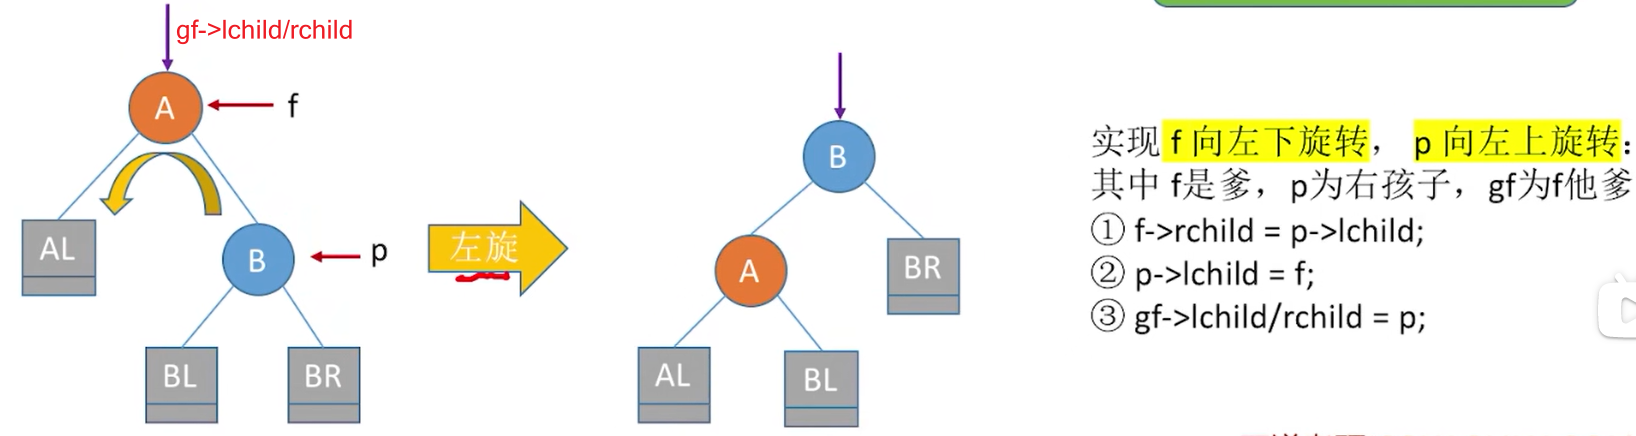 gf->lchild/rchild
A
f
AL
B
p
BL
BR
左旋
B
A
BR
AL
BL
实现 f 向左下旋转， p 向左上旋转：
其中 f是爹，p为右孩子，gf为f他爹
① f->rchild = p->lchild;
② p->lchild = f;
③ gf->lchild/rchild = p;